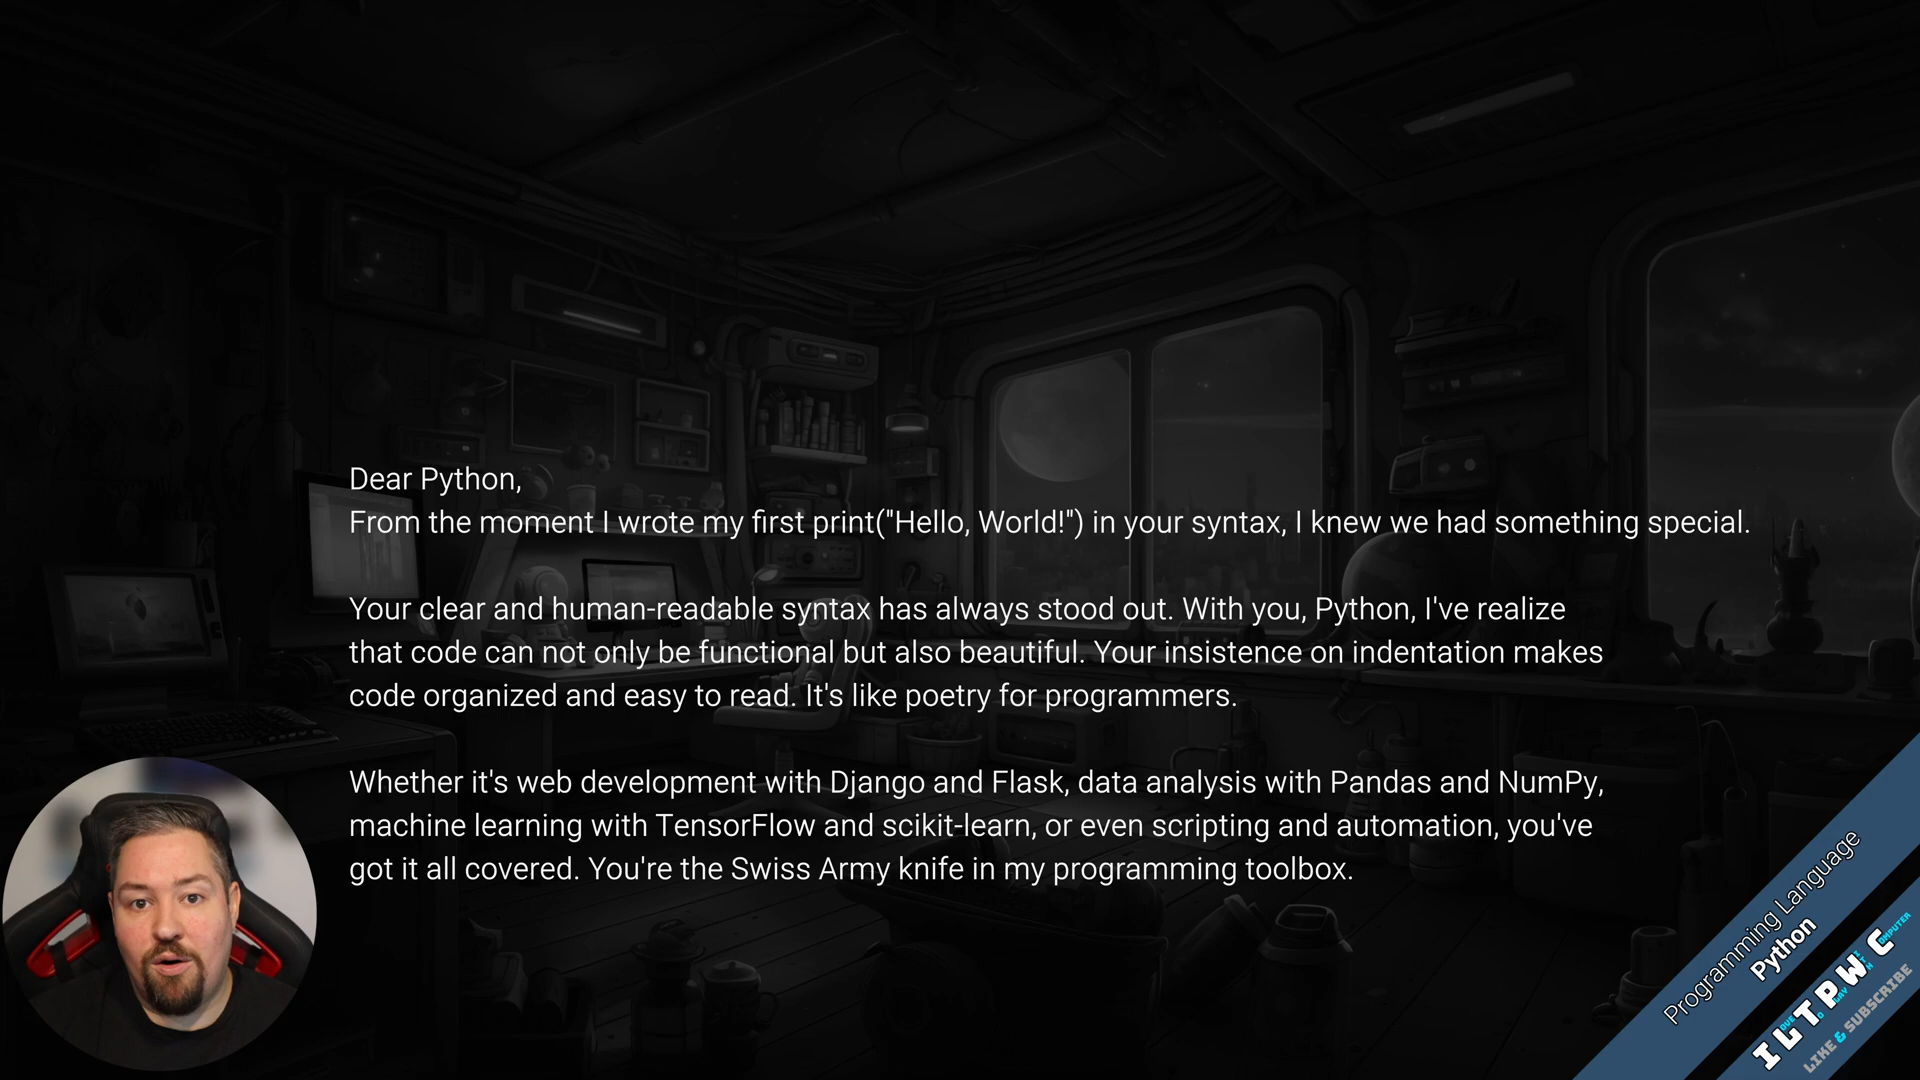 Dear Python,
From the moment I wrote my first print("Hello, World!") in your syntax, I knew we had something special.
Your clear and human-readable syntax has always stood out. With you, Python, I've realize
that code can not only be functional but also beautiful. Your insistence on indentation makes
code organized and easy to read. It's like poetry for programmers.
Whether it's web development with Django and Flask, data analysis with Pandas and NumPy,
machine learning with TensorFlow and scikit-learn, or even scripting and automation, you've
got it all covered. You're the Swiss Army knife in my programming toolbox.
Programming Language
Python
I LOVE TO PLAY WITH COMPUTER
LIKE & SUBSCRIBE